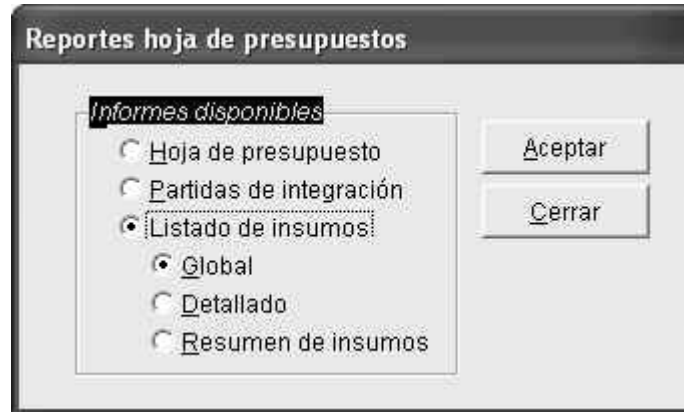 Reportes hoja de presupuestos
Informes disponibles
Hoja de presupuesto
Partidas de integración
Listado de insumos
Global
Detallado
Resumen de insumos
Aceptar
Cerrar